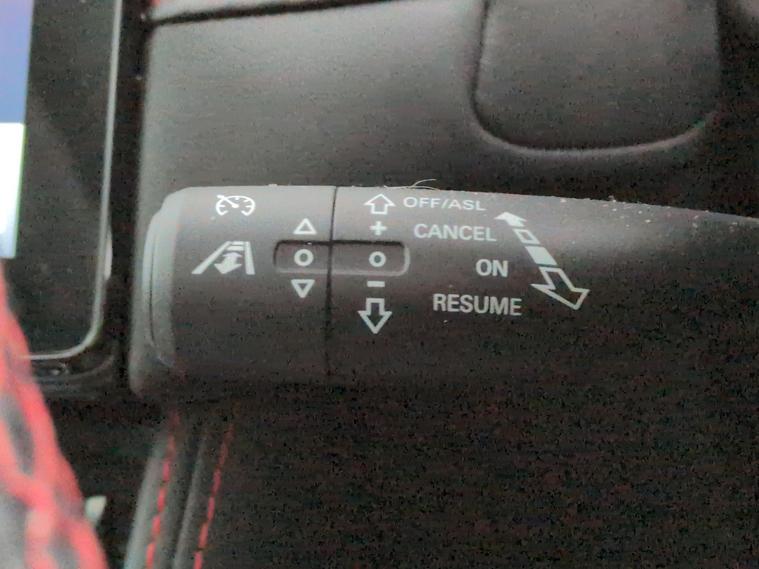 OFF/ASL
+ CANCEL
ON
− RESUME